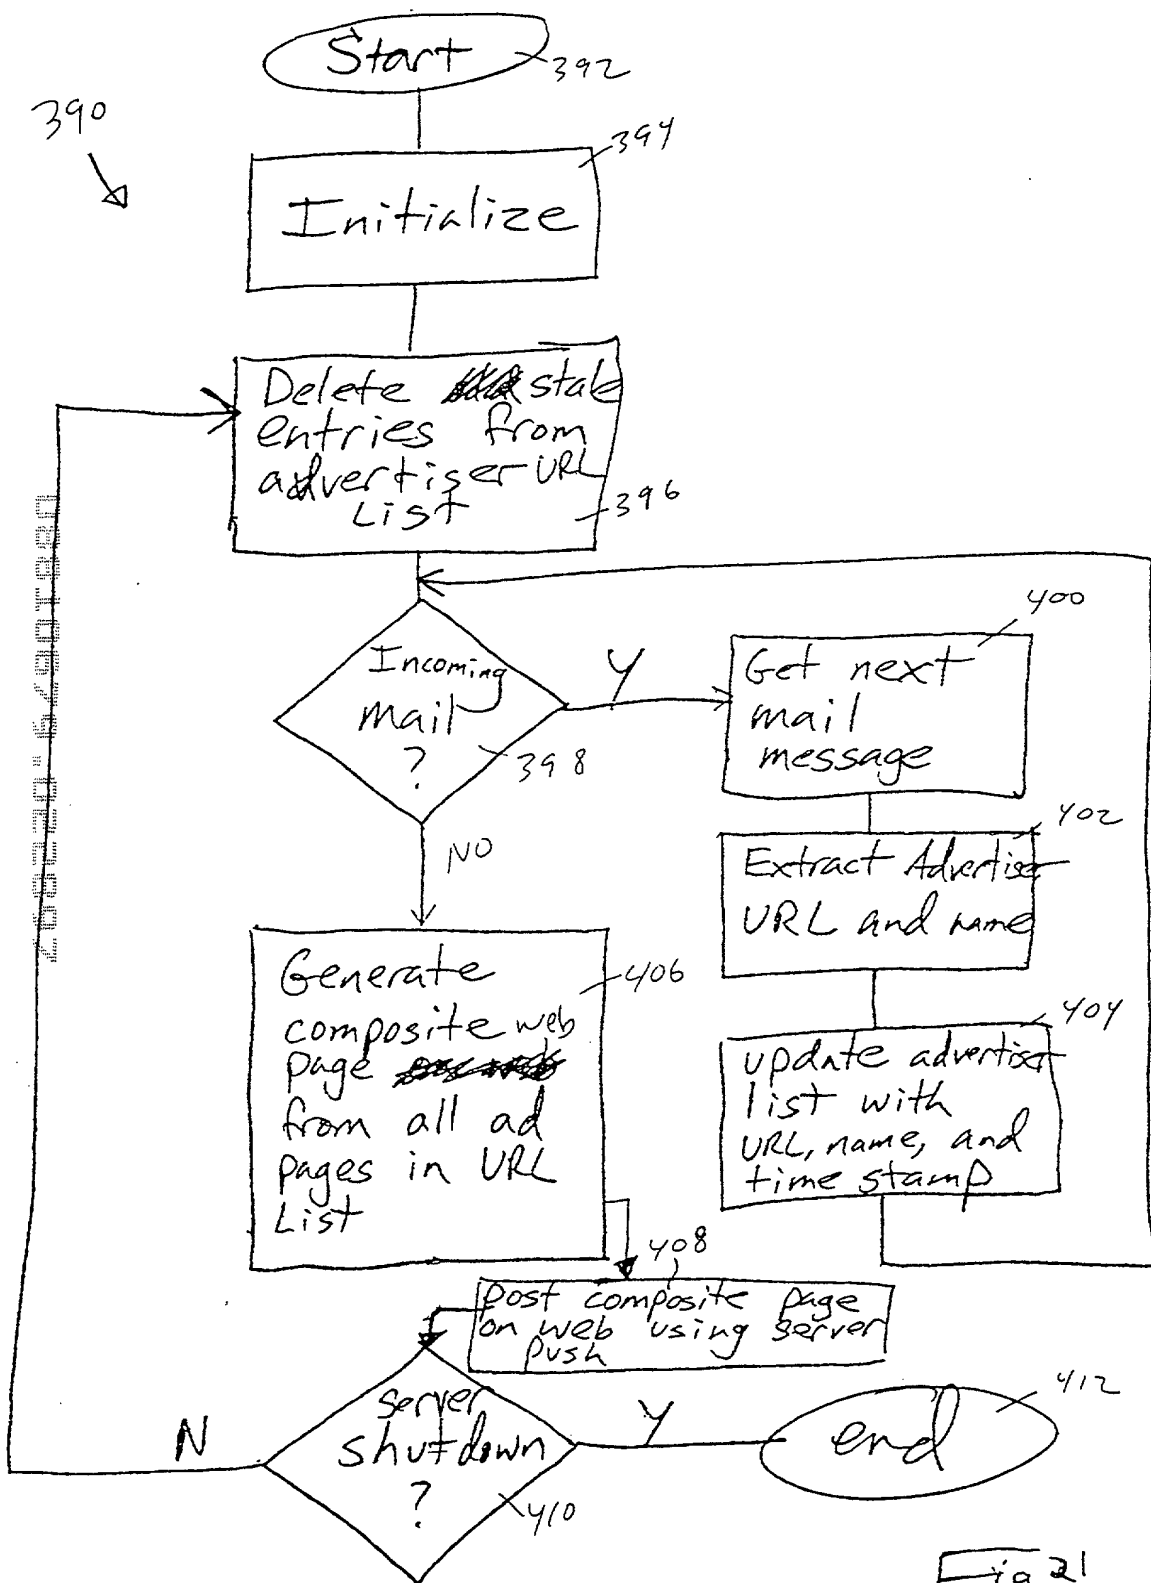 Start
392
390
394
Initialize
Delete stale
entries from
advertiser URL
List
396
Incoming
mail
?
398
Y
400
Get next
mail
message
NO
402
Extract Advertiser
URL and name
404
update advertiser
list with
URL, name, and
time stamp
Generate
406
composite web
page
from all ad
pages in URL
List
408
post composite page
on web using server
push
server
shutdown
?
410
N
Y
end
412
Fig 21